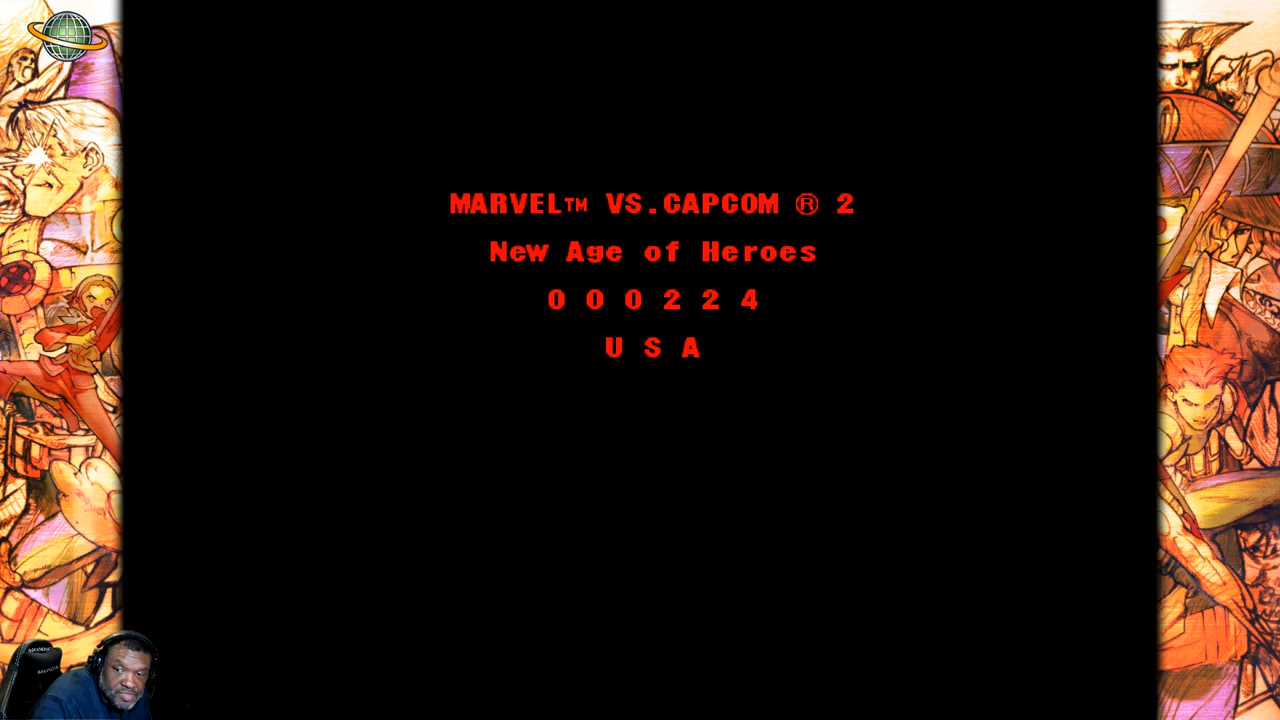 MARVEL™ VS.CAPCOM ® 2
New Age of Heroes
0 0 0 2 2 4
U S A